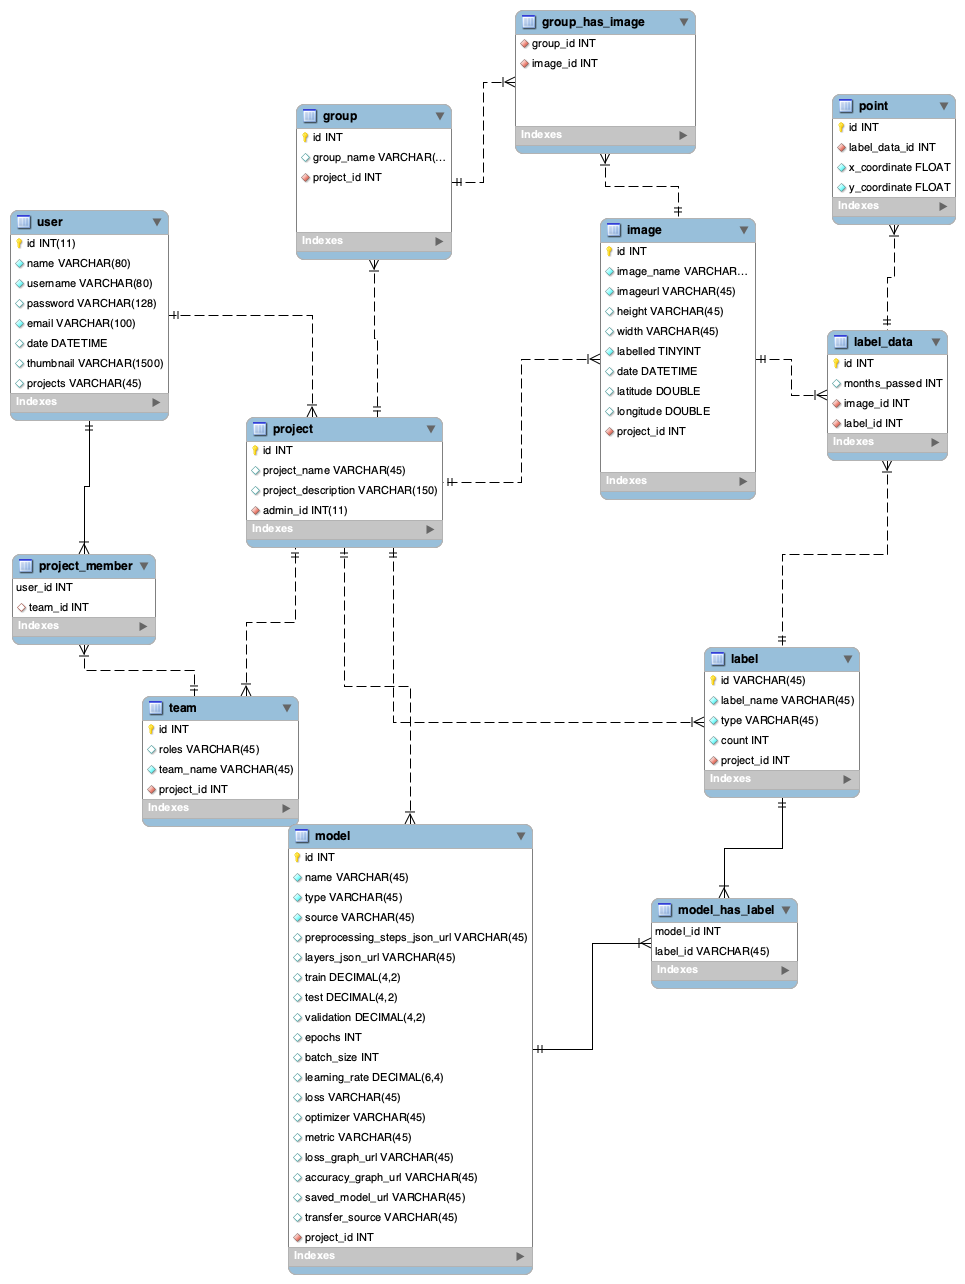 group_has_image
group_id INT
image_id INT
Indexes
group
id INT
group_name VARCHAR(...
project_id INT
Indexes
point
id INT
label_data_id INT
x_coordinate FLOAT
y_coordinate FLOAT
Indexes
user
id INT(11)
name VARCHAR(80)
username VARCHAR(80)
password VARCHAR(128)
email VARCHAR(100)
date DATETIME
thumbnail VARCHAR(1500)
projects VARCHAR(45)
Indexes
image
id INT
image_name VARCHAR...
imageurl VARCHAR(45)
height VARCHAR(45)
width VARCHAR(45)
labelled TINYINT
date DATETIME
latitude DOUBLE
longitude DOUBLE
project_id INT
Indexes
label_data
id INT
months_passed INT
image_id INT
label_id INT
Indexes
project
id INT
project_name VARCHAR(45)
project_description VARCHAR(150)
admin_id INT(11)
Indexes
project_member
user_id INT
team_id INT
Indexes
team
id INT
roles VARCHAR(45)
team_name VARCHAR(45)
project_id INT
Indexes
label
id VARCHAR(45)
label_name VARCHAR(45)
type VARCHAR(45)
count INT
project_id INT
Indexes
model
id INT
name VARCHAR(45)
type VARCHAR(45)
source VARCHAR(45)
preprocessing_steps_json_url VARCHAR(45)
layers_json_url VARCHAR(45)
train DECIMAL(4,2)
test DECIMAL(4,2)
validation DECIMAL(4,2)
epochs INT
batch_size INT
learning_rate DECIMAL(6,4)
loss VARCHAR(45)
optimizer VARCHAR(45)
metric VARCHAR(45)
loss_graph_url VARCHAR(45)
accuracy_graph_url VARCHAR(45)
saved_model_url VARCHAR(45)
transfer_source VARCHAR(45)
project_id INT
Indexes
model_has_label
model_id INT
label_id VARCHAR(45)
Indexes